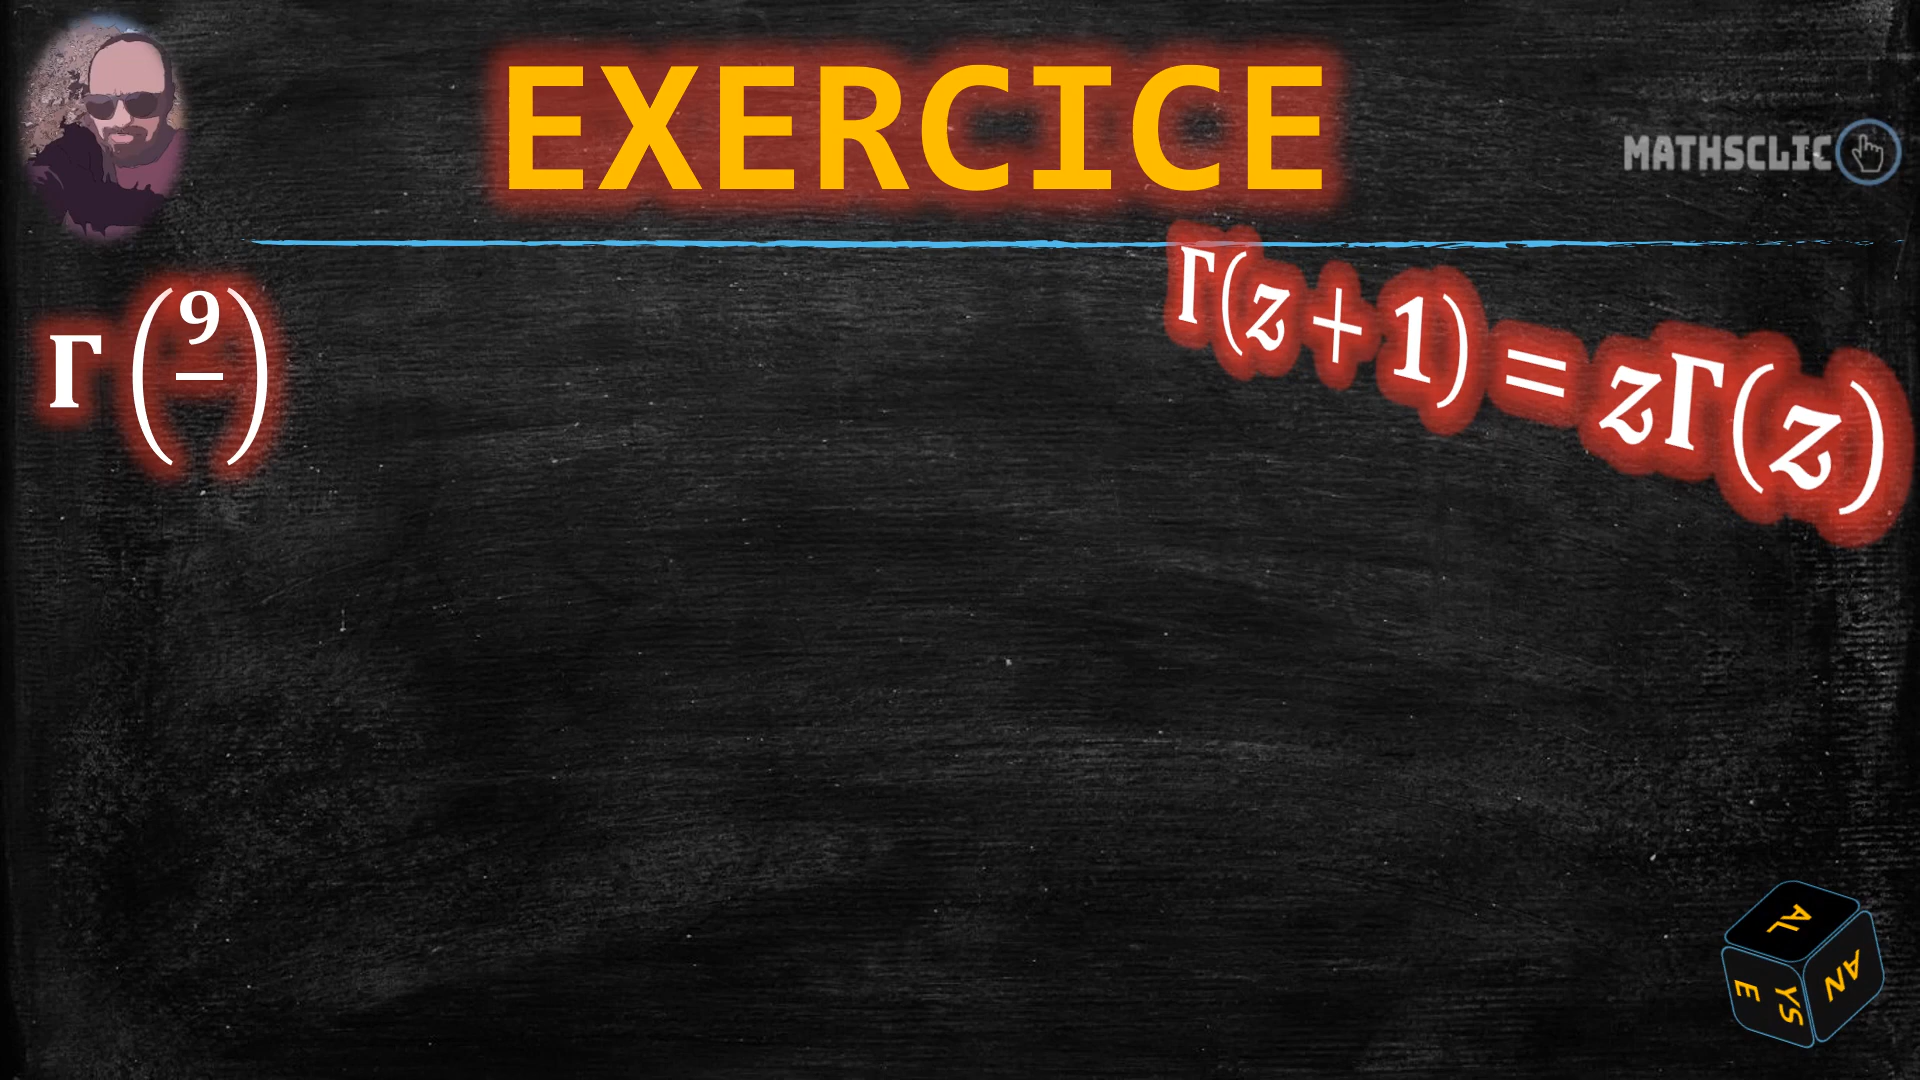 EXERCICE
MATHSCLIC
Γ(z + 1) = zΓ(z)
Γ(9/ )
AL
AN
YS
E